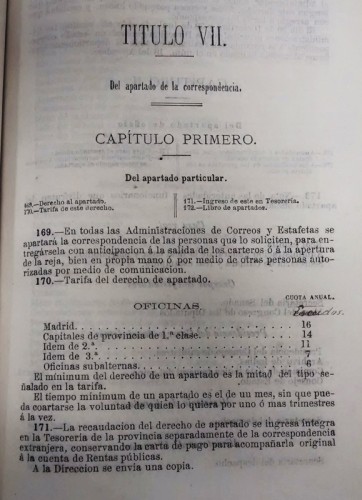 TITULO VII.
Del apartado de la correspondencia.
CAPÍTULO PRIMERO.
Del apartado particular.
169.—Derecho al apartado.
170.—Tarifa de este derecho.
171.—Ingreso de este en Tesorería.
172.—Libro de apartados.
169.—En todas las Administraciones de Correos y Estafetas se
apartará la correspondencia de las personas que lo soliciten, para en-
tregársela con anticipación á la salida de los carteros ó á la apertura
de la reja, bien en propia mano ó por medio de otras personas auto-
rizadas por medio de comunicacion.
170.—Tarifa del derecho de apartado.
OFICINAS.
CUOTA ANUAL.
Escudos.
Madrid. 16
Capitales de provincia de 1.ª clase. 14
Idem de 2.ª. 11
Idem de 3.ª. 7
Oficinas subalternas. 6
El mínimum del derecho de un apartado es la mitad del tipo se-
ñalado en la tarifa.
El tiempo mínimum de un apartado es el de un mes, sin que pue-
da coartarse la voluntad de quien lo quiera por uno ó mas trimestres
á la vez.
171.—La recaudacion del derecho de apartado se ingresa íntegra
en la Tesorería de la provincia separadamente de la correspondencia
extranjera, conservando la carta de pago para acompañarla original
á la cuenta de Rentas públicas.
A la Direccion se envia una copia.